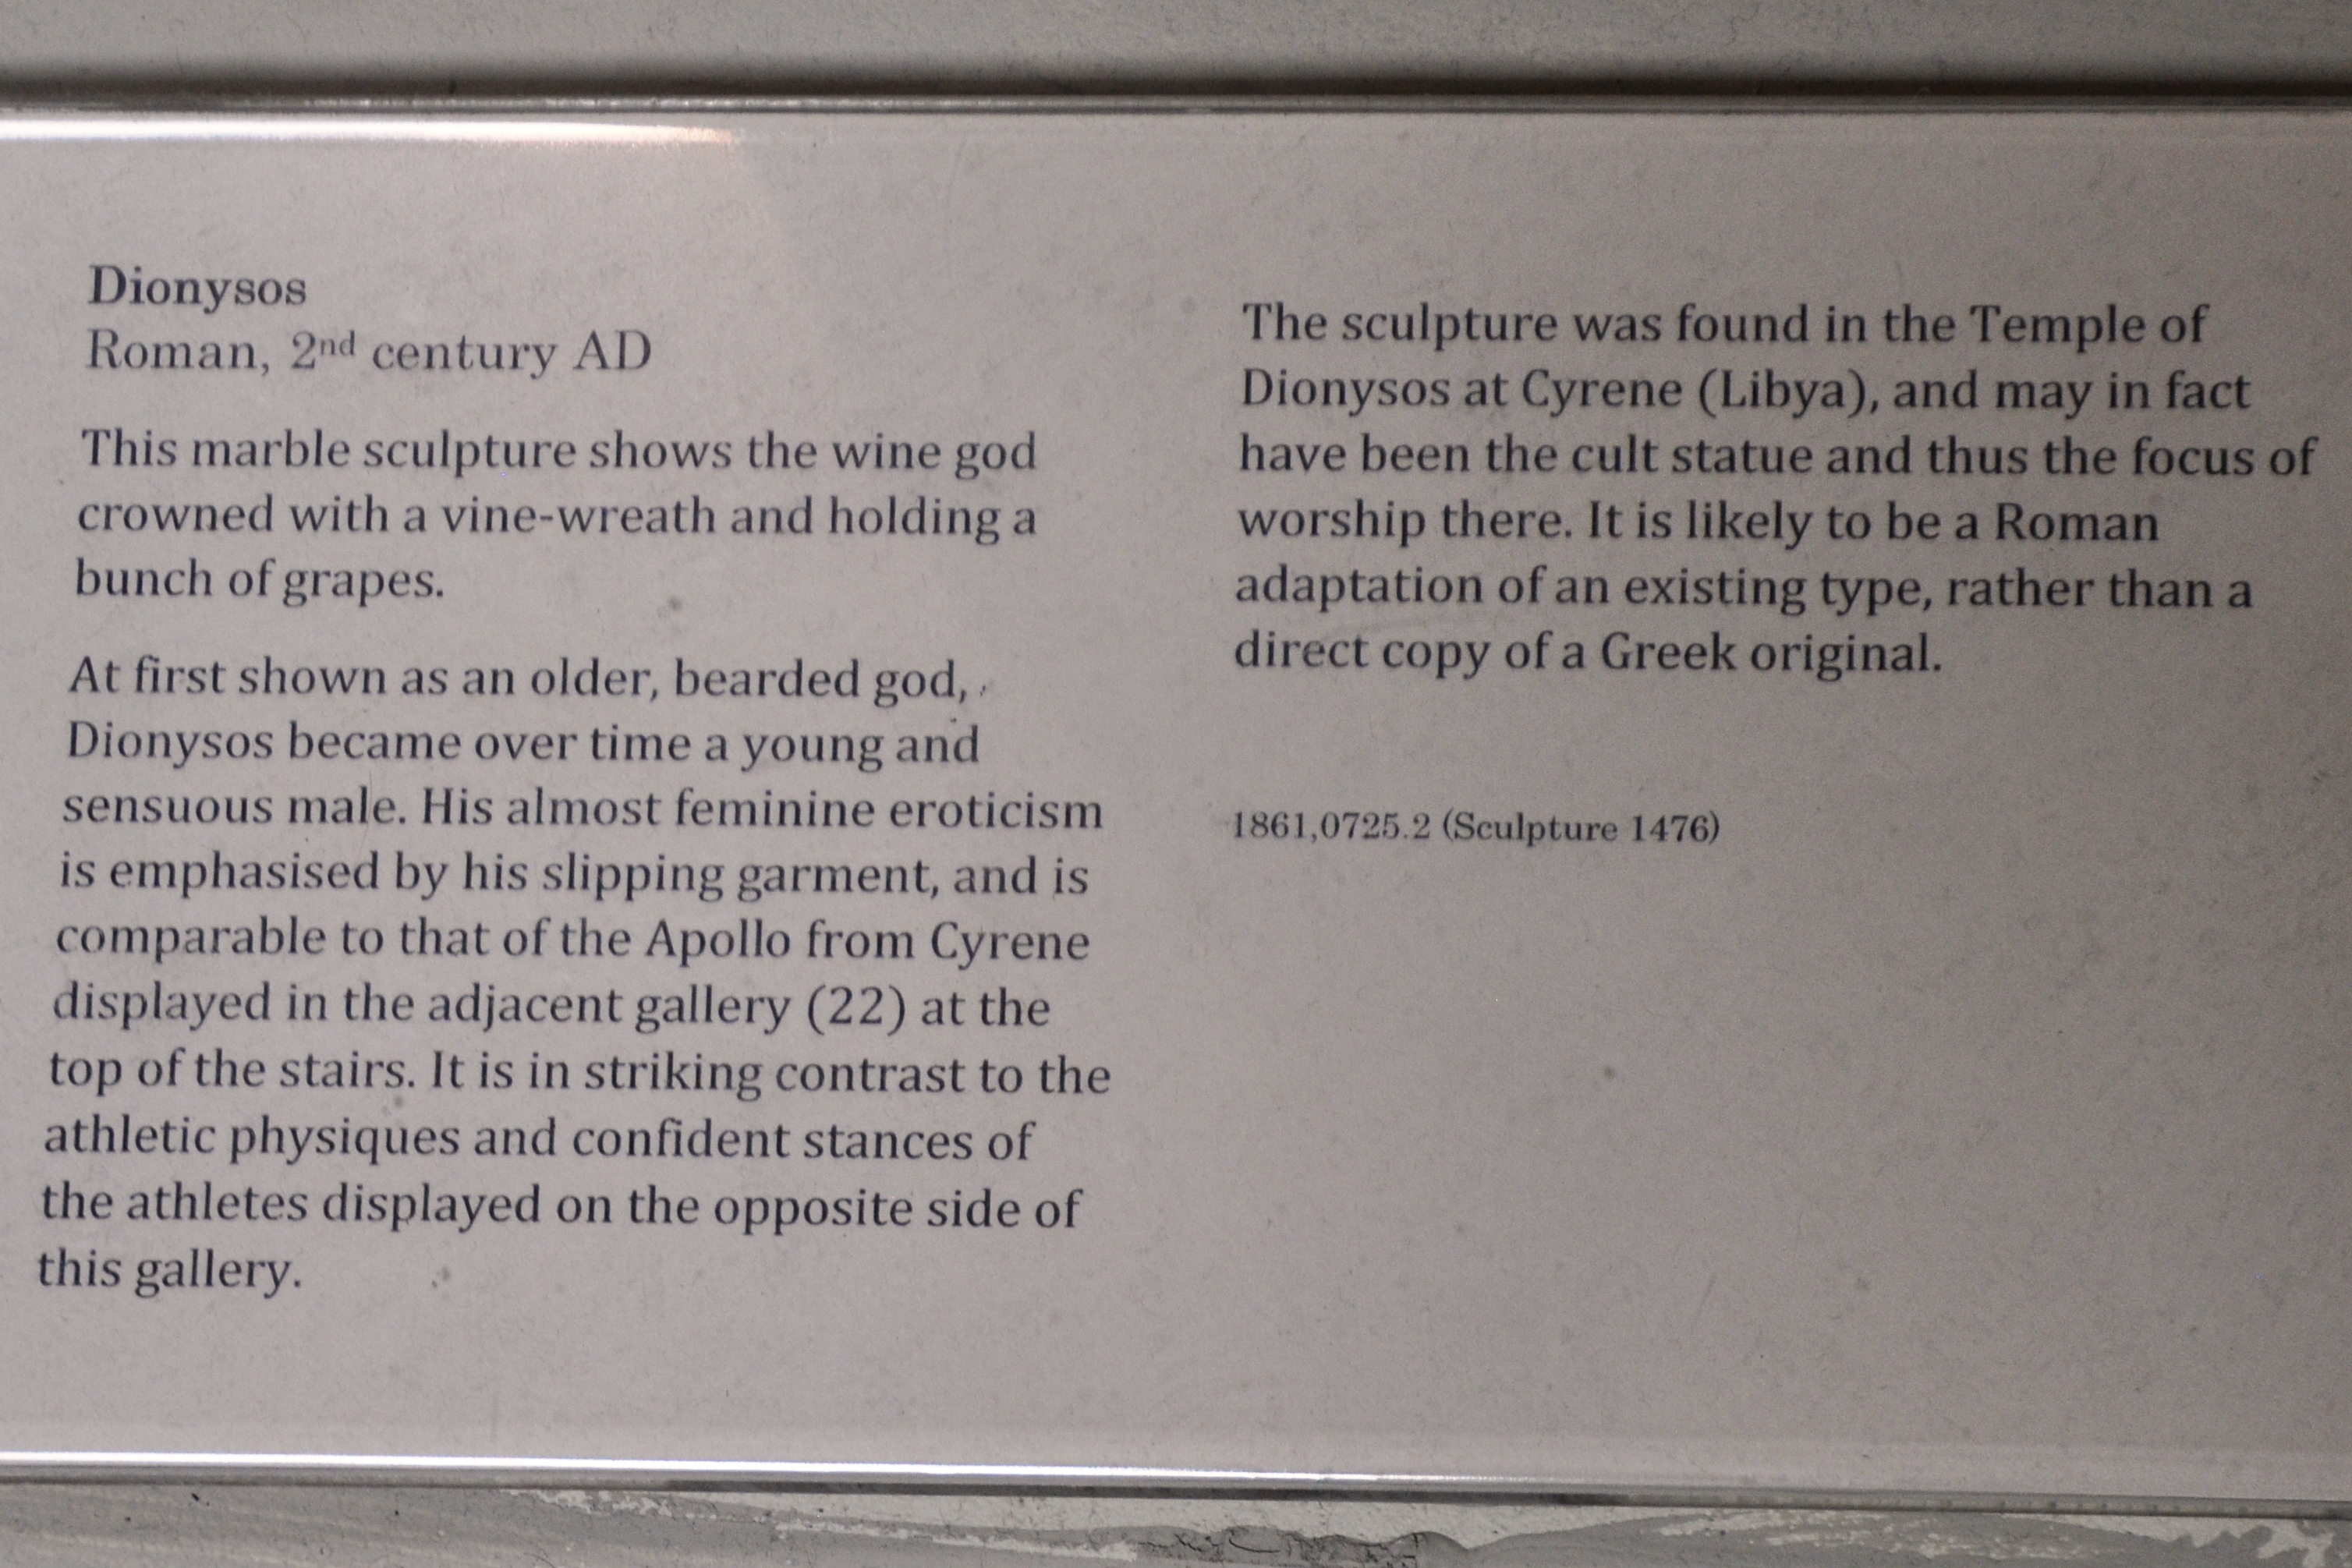 Dionysos
Roman, 2nd century AD
This marble sculpture shows the wine god
crowned with a vine-wreath and holding a
bunch of grapes.
At first shown as an older, bearded god,
Dionysos became over time a young and
sensuous male. His almost feminine eroticism
is emphasised by his slipping garment, and is
comparable to that of the Apollo from Cyrene
displayed in the adjacent gallery (22) at the
top of the stairs. It is in striking contrast to the
athletic physiques and confident stances of
the athletes displayed on the opposite side of
this gallery.
The sculpture was found in the Temple of
Dionysos at Cyrene (Libya), and may in fact
have been the cult statue and thus the focus of
worship there. It is likely to be a Roman
adaptation of an existing type, rather than a
direct copy of a Greek original.
1861,0725.2 (Sculpture 1476)